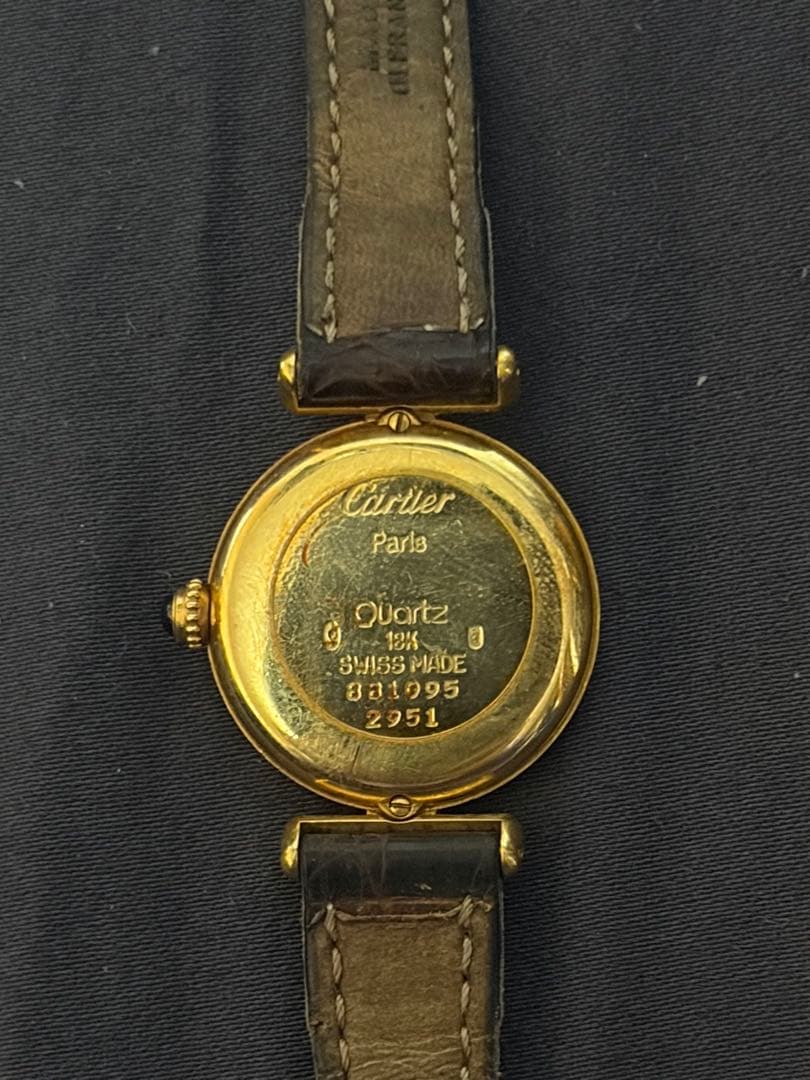 Cartier
Paris
Quartz
18K
SWISS MADE
881995
2951